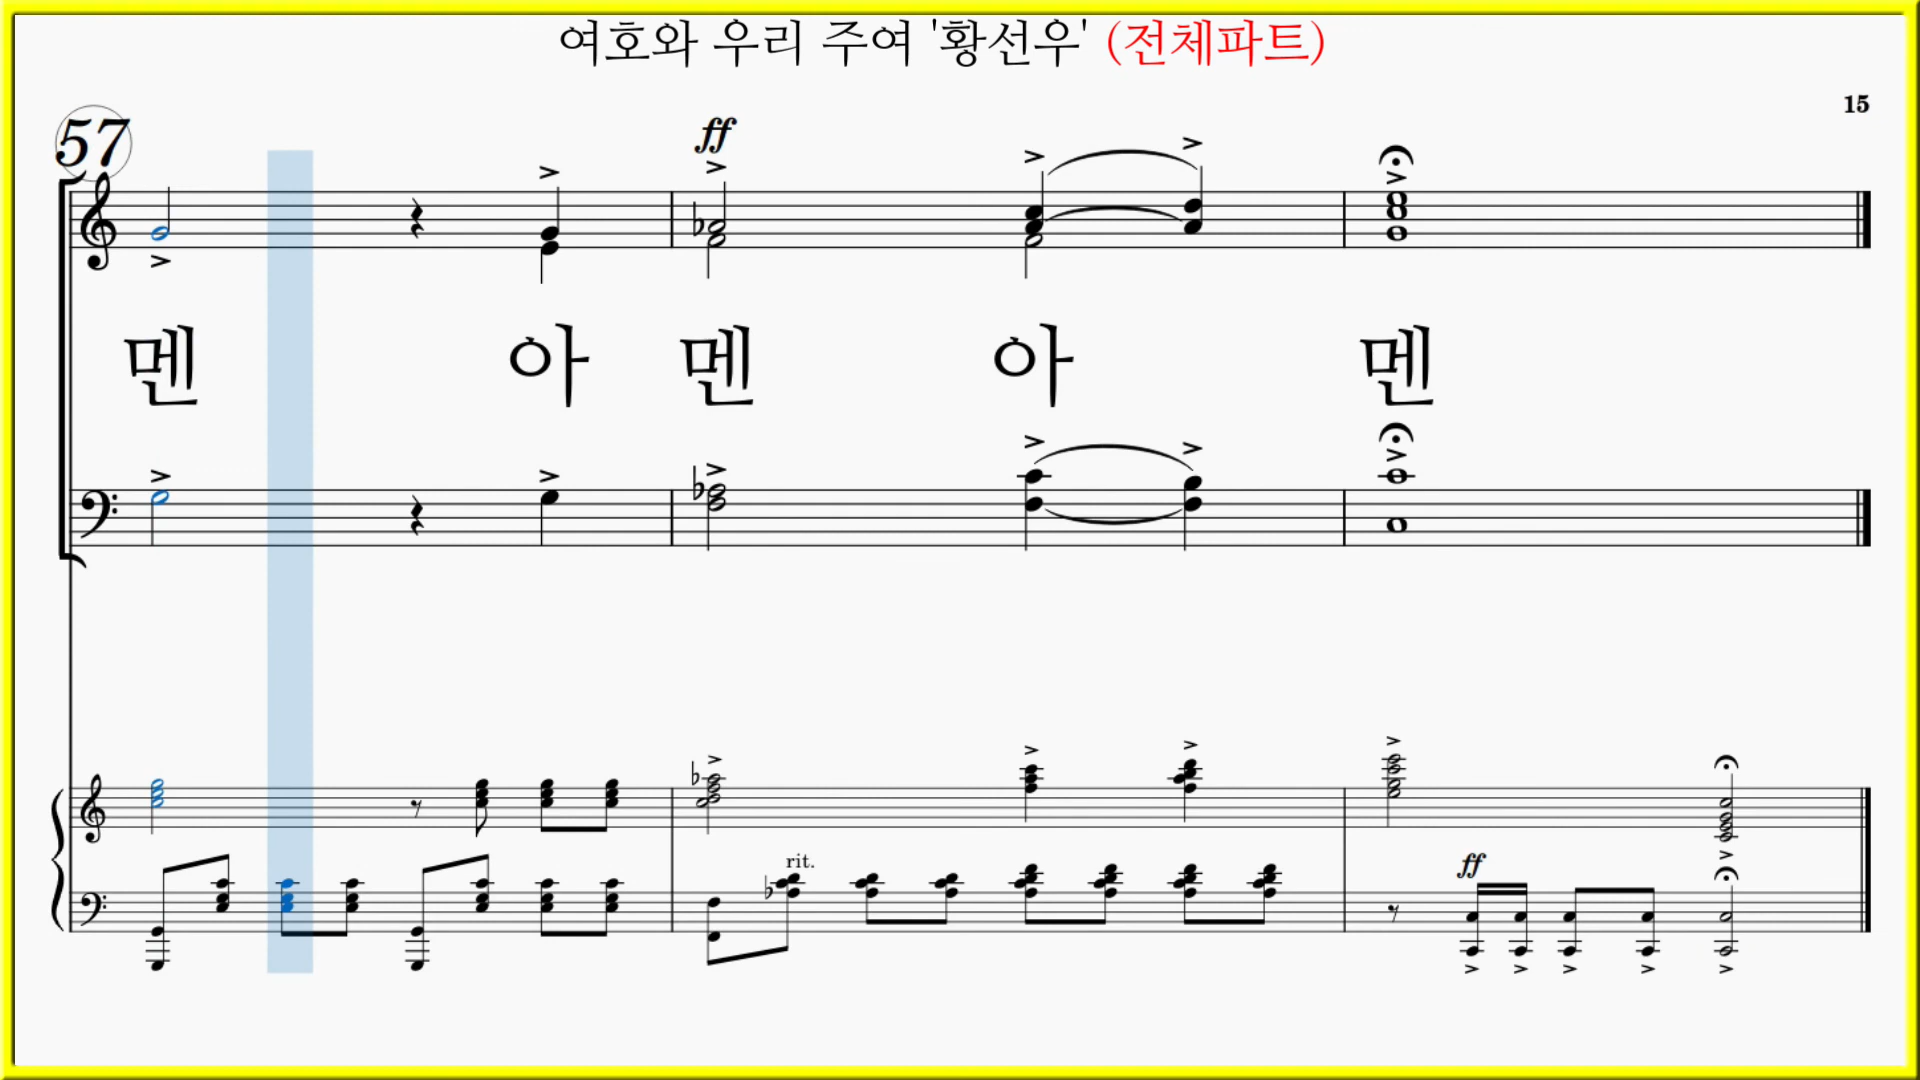 여호와 우리 주여 '황선우' (전체파트)
15
57
ff
멘 아 멘 아 멘
rit.
ff